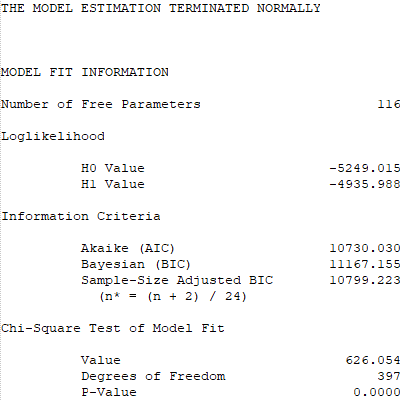 THE MODEL ESTIMATION TERMINATED NORMALLY
MODEL FIT INFORMATION
Number of Free Parameters 116
Loglikelihood
H0 Value -5249.015
H1 Value -4935.988
Information Criteria
Akaike (AIC) 10730.030
Bayesian (BIC) 11167.155
Sample-Size Adjusted BIC 10799.223
(n* = (n + 2) / 24)
Chi-Square Test of Model Fit
Value 626.054
Degrees of Freedom 397
P-Value 0.0000